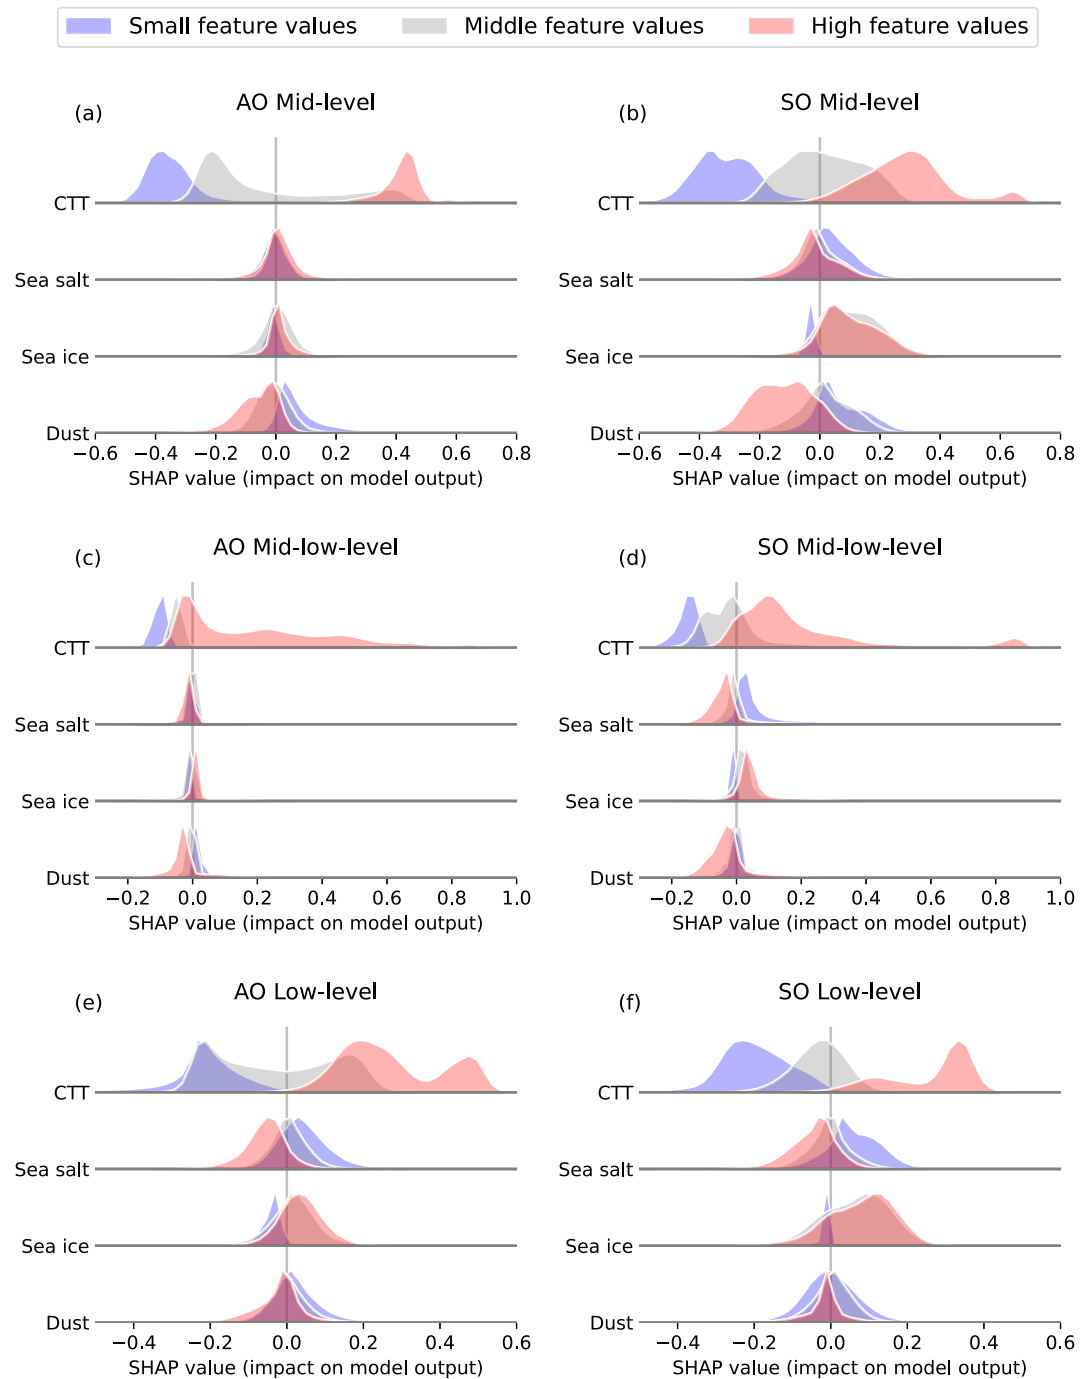 Small feature values Middle feature values High feature values
(a) AO Mid-level
CTT
Sea salt
Sea ice
Dust
−0.6 −0.4 −0.2 0.0 0.2 0.4 0.6 0.8
SHAP value (impact on model output)
(b) SO Mid-level
CTT
Sea salt
Sea ice
Dust
−0.6 −0.4 −0.2 0.0 0.2 0.4 0.6 0.8
SHAP value (impact on model output)
(c) AO Mid-low-level
CTT
Sea salt
Sea ice
Dust
−0.2 0.0 0.2 0.4 0.6 0.8 1.0
SHAP value (impact on model output)
(d) SO Mid-low-level
CTT
Sea salt
Sea ice
Dust
−0.2 0.0 0.2 0.4 0.6 0.8 1.0
SHAP value (impact on model output)
(e) AO Low-level
CTT
Sea salt
Sea ice
Dust
−0.4 −0.2 0.0 0.2 0.4 0.6
SHAP value (impact on model output)
(f) SO Low-level
CTT
Sea salt
Sea ice
Dust
−0.4 −0.2 0.0 0.2 0.4 0.6
SHAP value (impact on model output)